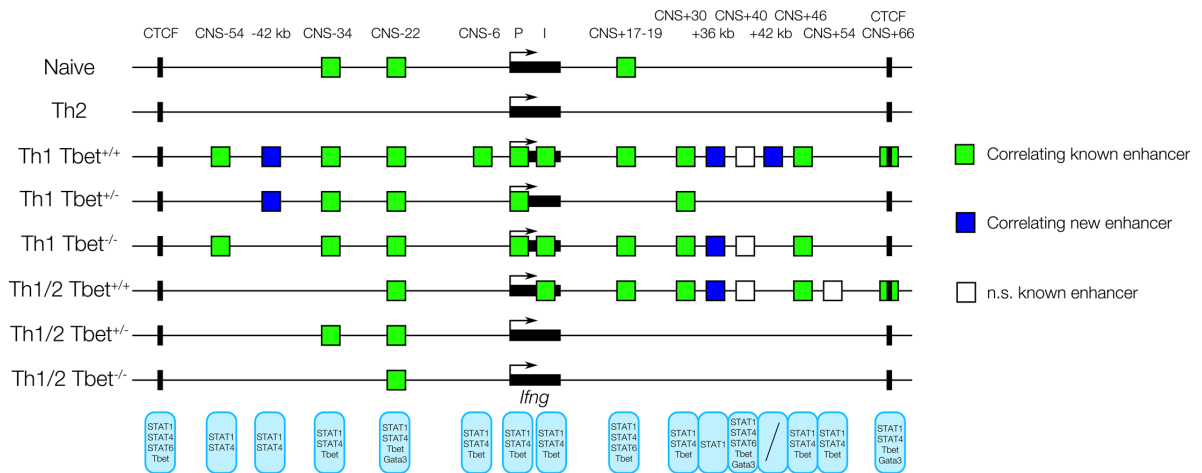 CNS+30 CNS+40 CNS+46 CTCF
CTCF CNS-54 -42 kb CNS-34 CNS-22 CNS-6 P I CNS+17-19 +36 kb +42 kb CNS+54 CNS+66
Naive
Th2
Th1 Tbet+/+
Th1 Tbet+/-
Th1 Tbet-/-
Th1/2 Tbet+/+
Th1/2 Tbet+/-
Th1/2 Tbet-/-
Ifng
Correlating known enhancer
Correlating new enhancer
n.s. known enhancer
STAT1
STAT4
STAT6
Tbet
STAT1
STAT4
STAT1
STAT4
STAT1
STAT4
Tbet
STAT1
STAT4
Tbet
Gata3
STAT1
STAT4
Tbet
STAT1
STAT4
Tbet
STAT1
STAT4
Tbet
STAT1
STAT4
STAT6
Tbet
STAT1
STAT4
Tbet
STAT1
STAT1
STAT4
STAT6
Tbet
Gata3
/
STAT1
STAT4
Tbet
STAT1
STAT4
Tbet
STAT1
STAT4
Tbet
Gata3